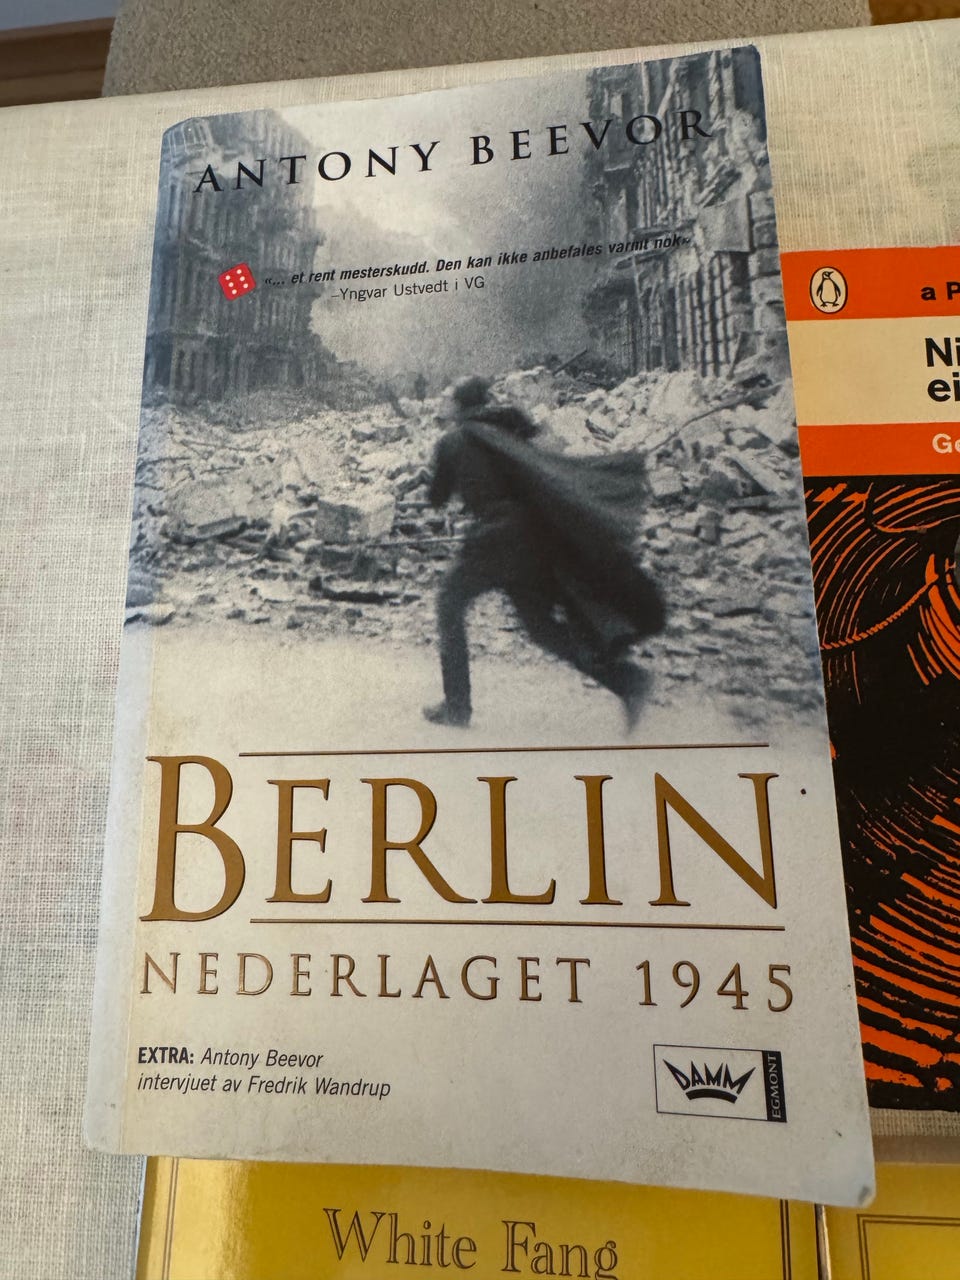 ANTONY BEEVOR
«... et rent mesterskudd. Den kan ikke anbefales varmt nok»
–Yngvar Ustvedt i VG
BERLIN
NEDERLAGET 1945
EXTRA: Antony Beevor
intervjuet av Fredrik Wandrup
DAMM
EGMONT
a P
Ni
ei
Ge
White Fang